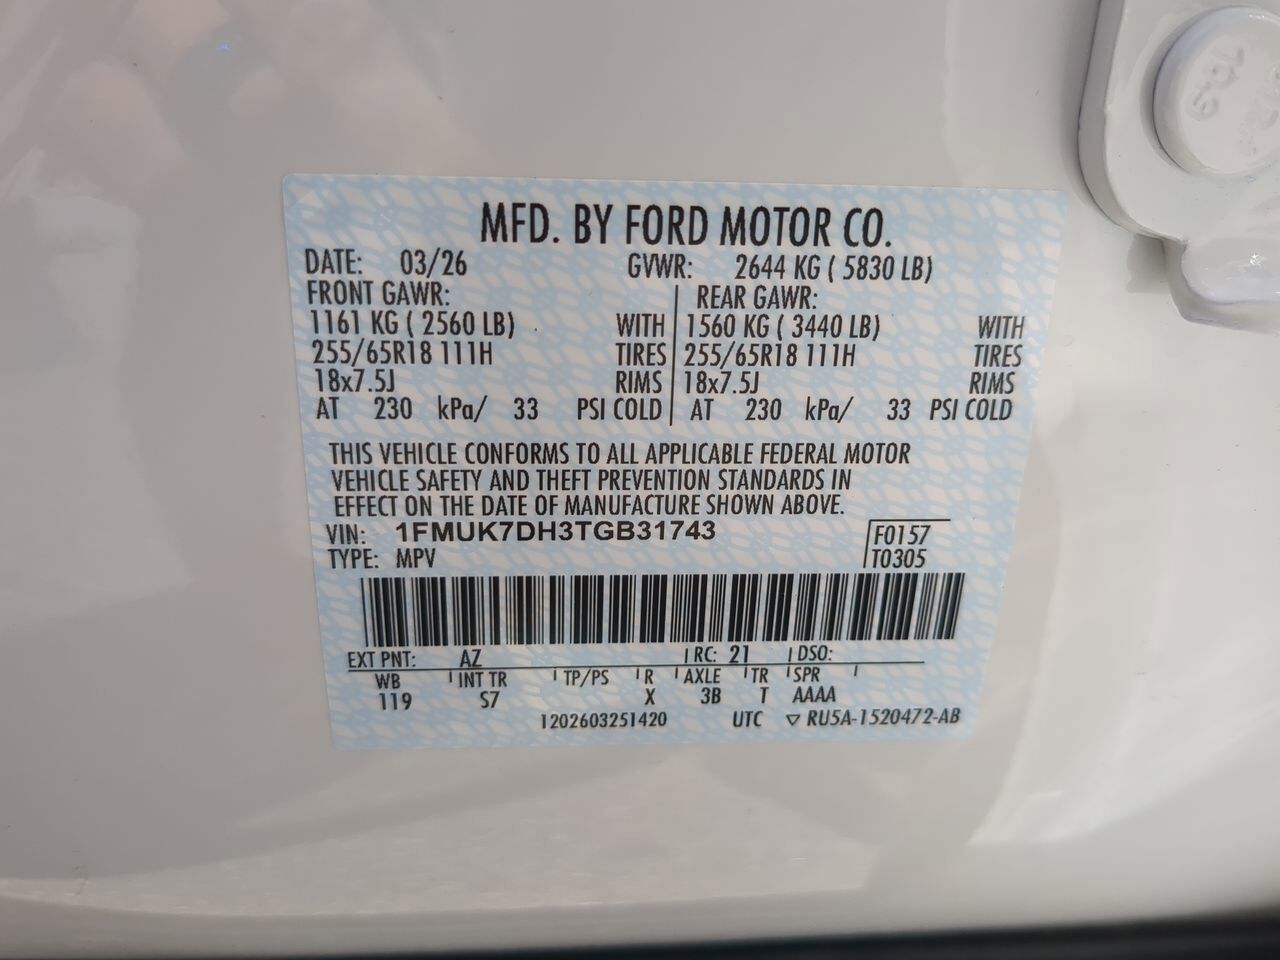 MFD. BY FORD MOTOR CO.
DATE: 03/26 GVWR: 2644 KG ( 5830 LB)
FRONT GAWR: REAR GAWR:
1161 KG ( 2560 LB) WITH 1560 KG ( 3440 LB) WITH
255/65R18 111H TIRES 255/65R18 111H TIRES
18x7.5J RIMS 18x7.5J RIMS
AT 230 kPa/ 33 PSI COLD AT 230 kPa/ 33 PSI COLD
THIS VEHICLE CONFORMS TO ALL APPLICABLE FEDERAL MOTOR
VEHICLE SAFETY AND THEFT PREVENTION STANDARDS IN
EFFECT ON THE DATE OF MANUFACTURE SHOWN ABOVE.
VIN: 1FMUK7DH3TGB31743 F0157
TYPE: MPV T0305
EXT PNT: AZ RC: 21 DSO:
WB INT TR TP/PS R AXLE TR SPR
119 S7 X 3B T AAAA
1202603251420 UTC ▽ RU5A-1520472-AB
10.9